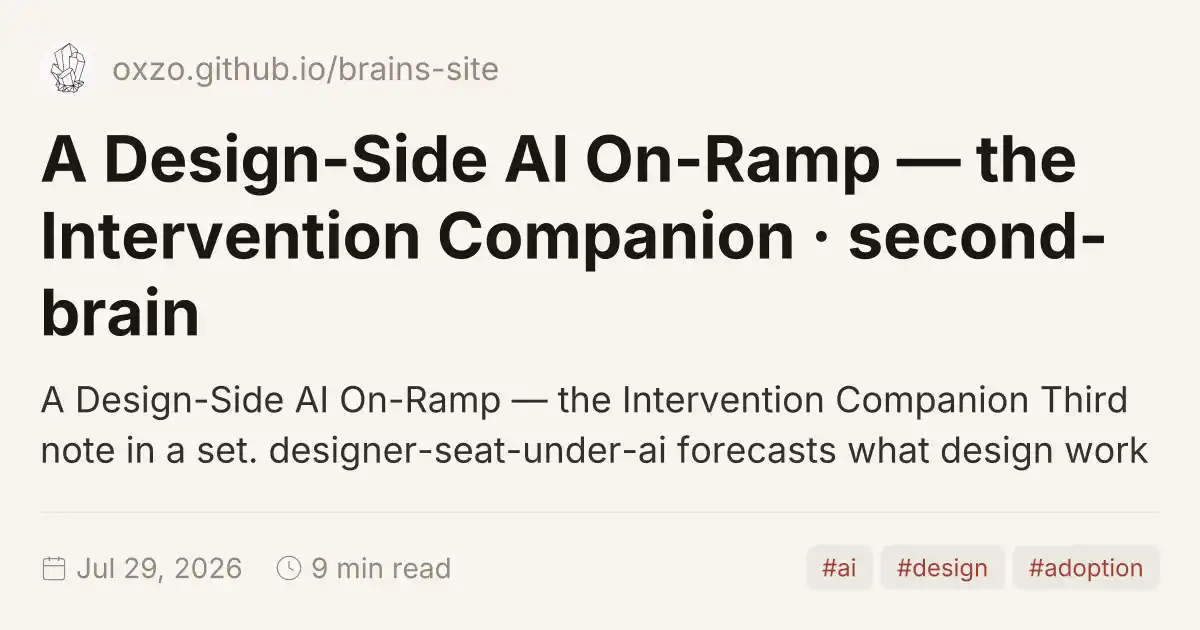 oxzo.github.io/brains-site
A Design-Side AI On-Ramp — the
Intervention Companion · second-
brain
A Design-Side AI On-Ramp — the Intervention Companion Third
note in a set. designer-seat-under-ai forecasts what design work
Jul 29, 2026 9 min read #ai #design #adoption